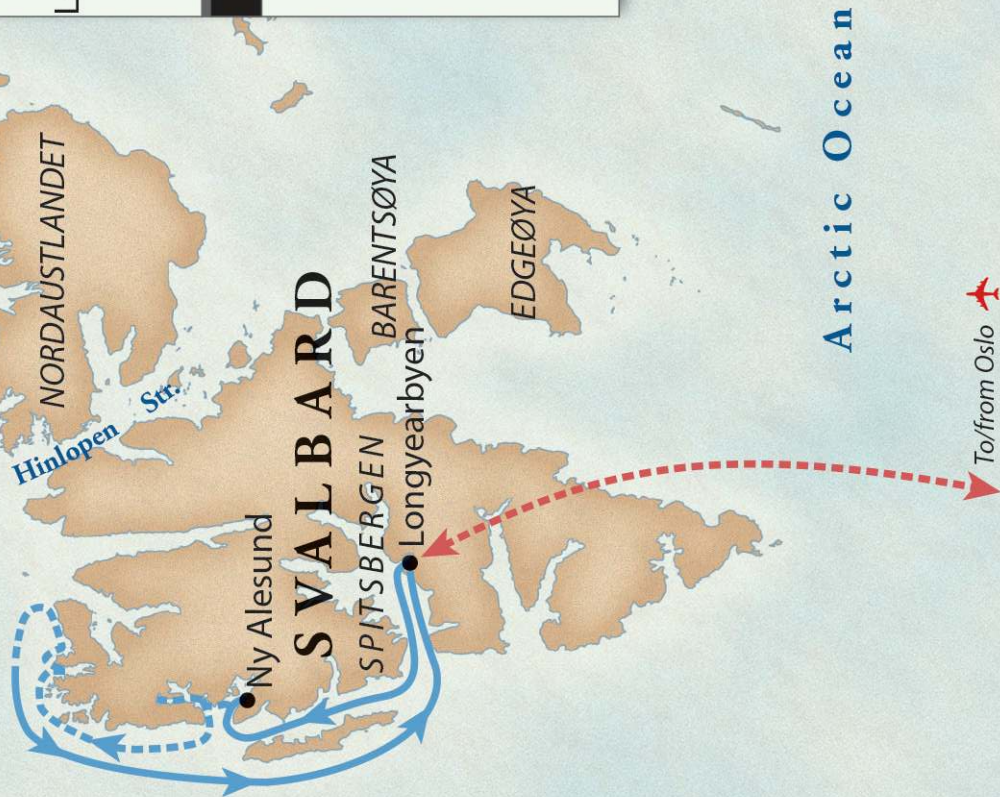 L
NORDAUSTLANDET
Hinlopen Str.
BARENTSØYA
EDGEØYA
SVALBARD
SPITSBERGEN
Longyearbyen
Ny Alesund
Arctic Ocean
To/from Oslo